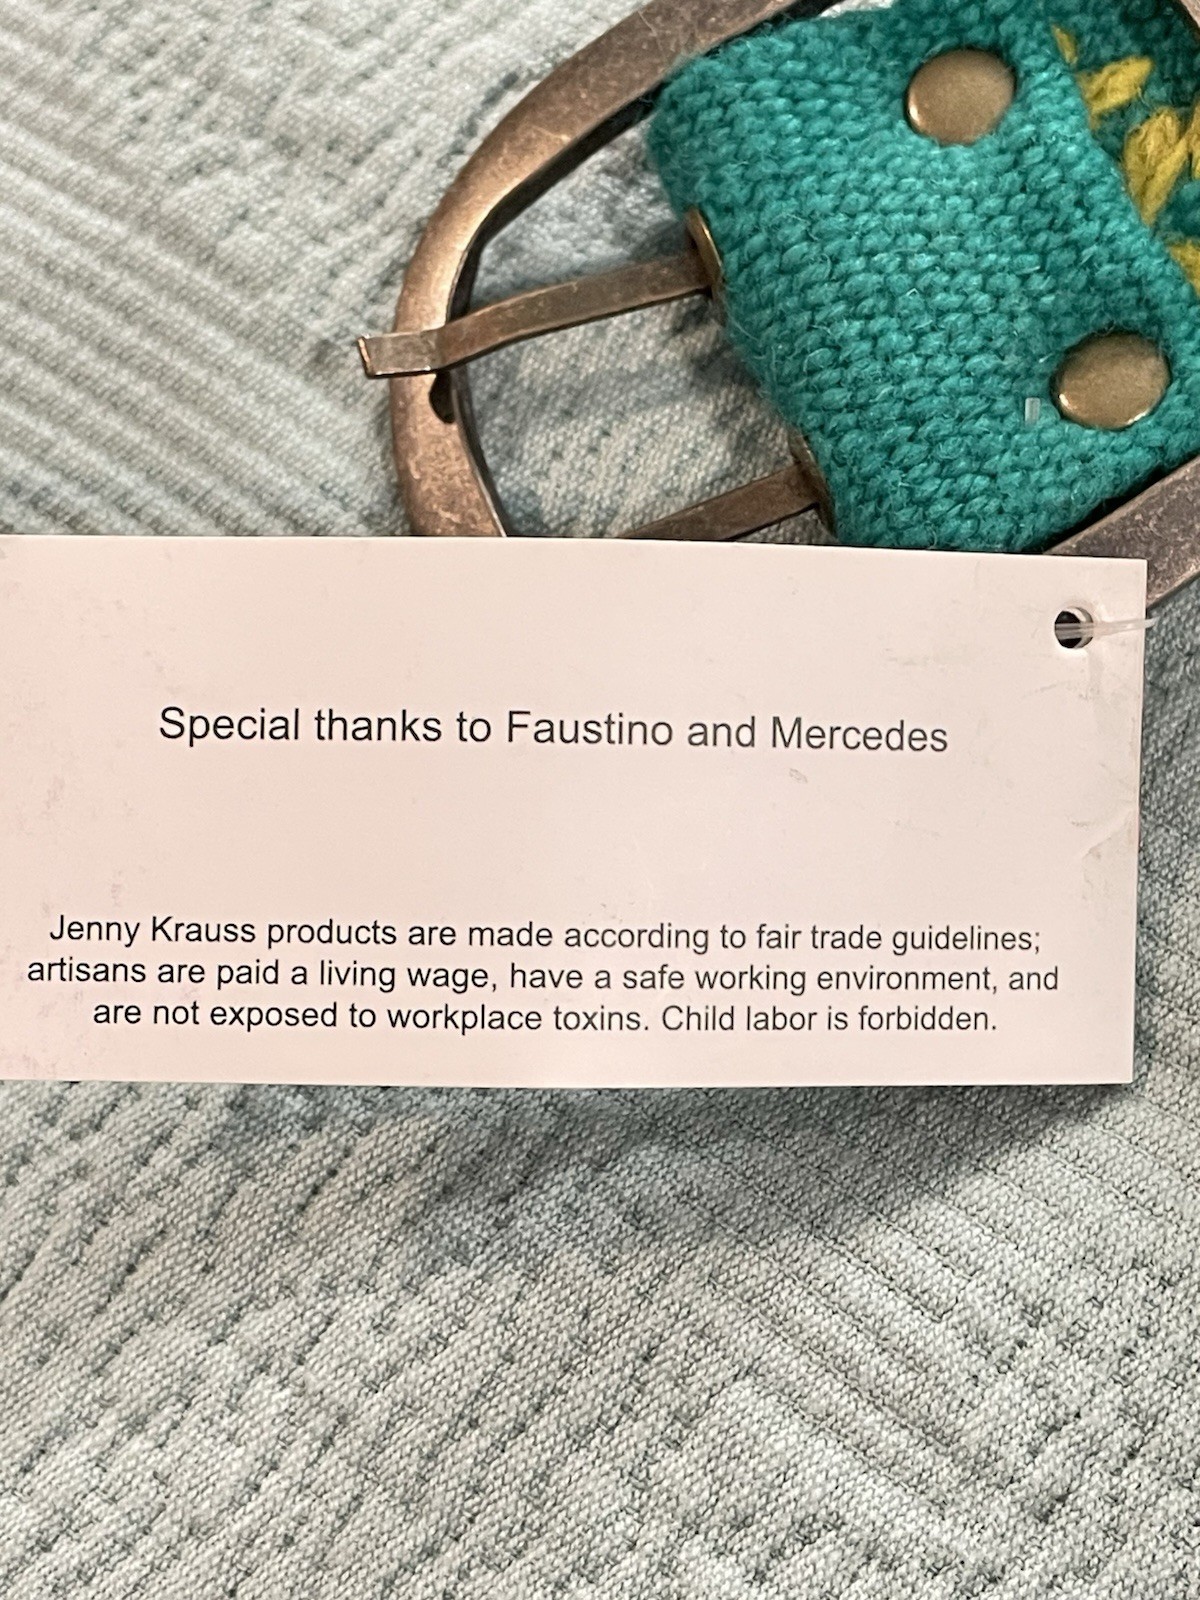 Special thanks to Faustino and Mercedes
Jenny Krauss products are made according to fair trade guidelines;
artisans are paid a living wage, have a safe working environment, and
are not exposed to workplace toxins. Child labor is forbidden.